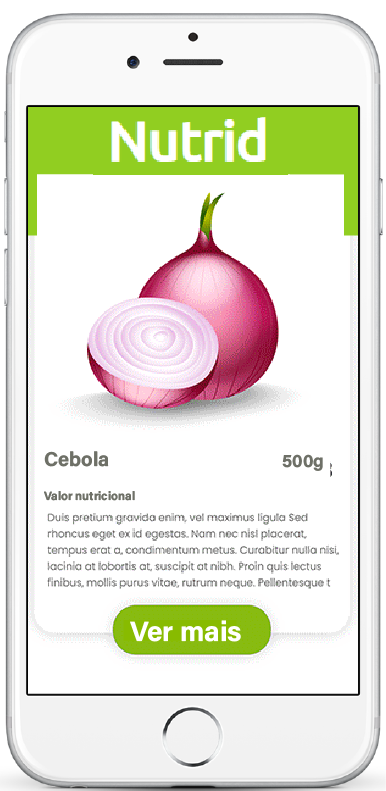 Nutrid
Cebola 500g
Valor nutricional
Duis pretium gravida enim, vel maximus ligula Sed
rhoncus eget ex id egestas. Nam nec nisl placerat,
tempus erat a, condimentum metus. Curabitur nulla nisi,
lacinia at lobortis at, suscipit at nibh. Proin quis lectus
finibus, mollis purus vitae, rutrum neque. Pellentesque t
Ver mais